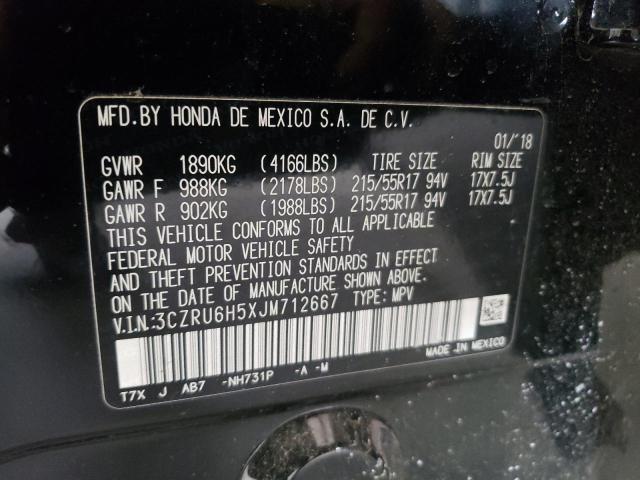 MFD.BY HONDA DE MEXICO S.A. DE C.V.
01/'18
GVWR 1890KG (4166LBS) TIRE SIZE RIM SIZE
GAWR F 988KG (2178LBS) 215/55R17 94V 17X7.5J
GAWR R 902KG (1988LBS) 215/55R17 94V 17X7.5J
THIS VEHICLE CONFORMS TO ALL APPLICABLE
FEDERAL MOTOR VEHICLE SAFETY
AND THEFT PREVENTION STANDARDS IN EFFECT
ON THE DATE OF MANUFACTURE SHOWN ABOVE.
V.I.N:3CZRU6H5XJM712667 TYPE: MPV
MADE IN MEXICO
T7X J AB7 -NH731P -A -M